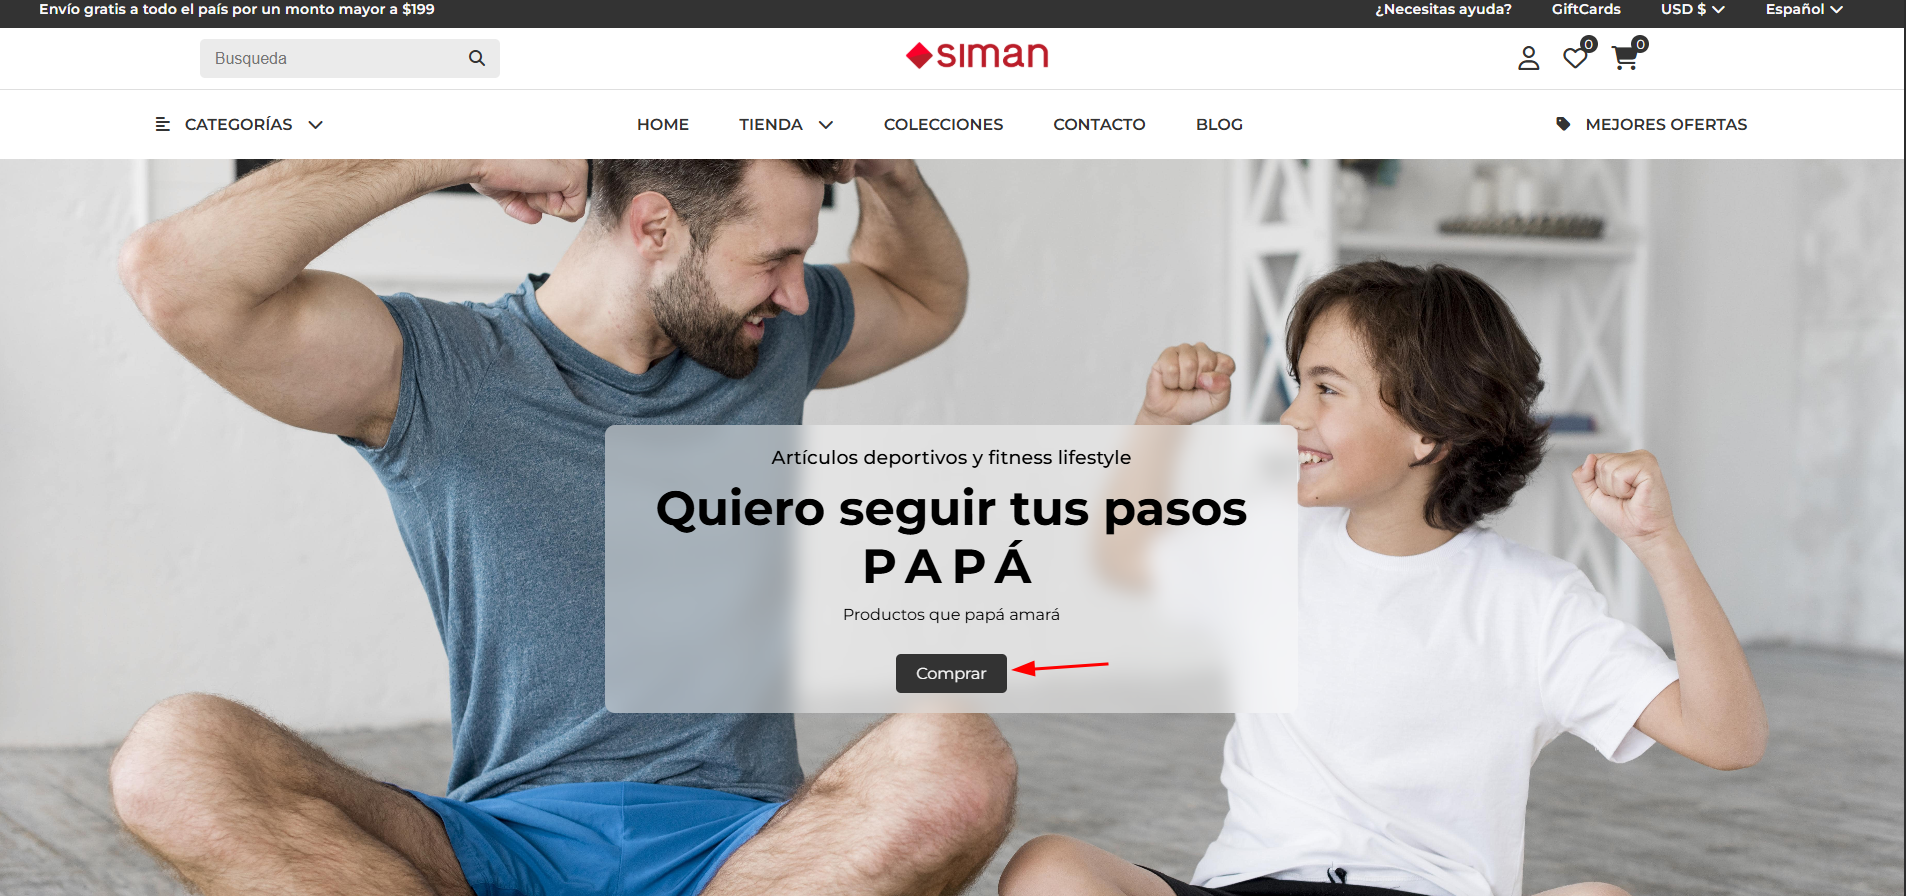 Envío gratis a todo el país por un monto mayor a $199
¿Necesitas ayuda?
GiftCards
USD $
Español
Busqueda
siman
0
0
CATEGORÍAS
HOME
TIENDA
COLECCIONES
CONTACTO
BLOG
MEJORES OFERTAS
Artículos deportivos y fitness lifestyle
Quiero seguir tus pasos
PAPÁ
Productos que papá amará
Comprar